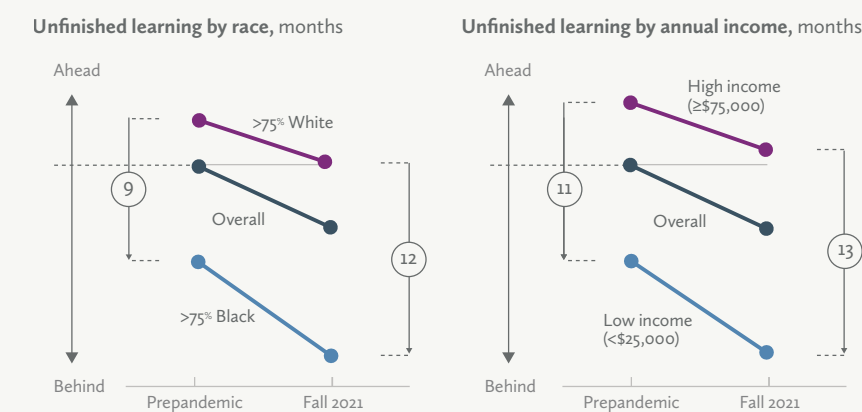 Unfinished learning by race, months
Ahead
>75% White
9
Overall
12
>75% Black
Behind
Prepandemic
Fall 2021
Unfinished learning by annual income, months
Ahead
High income
(≥$75,000)
11
Overall
13
Low income
(<$25,000)
Behind
Prepandemic
Fall 2021